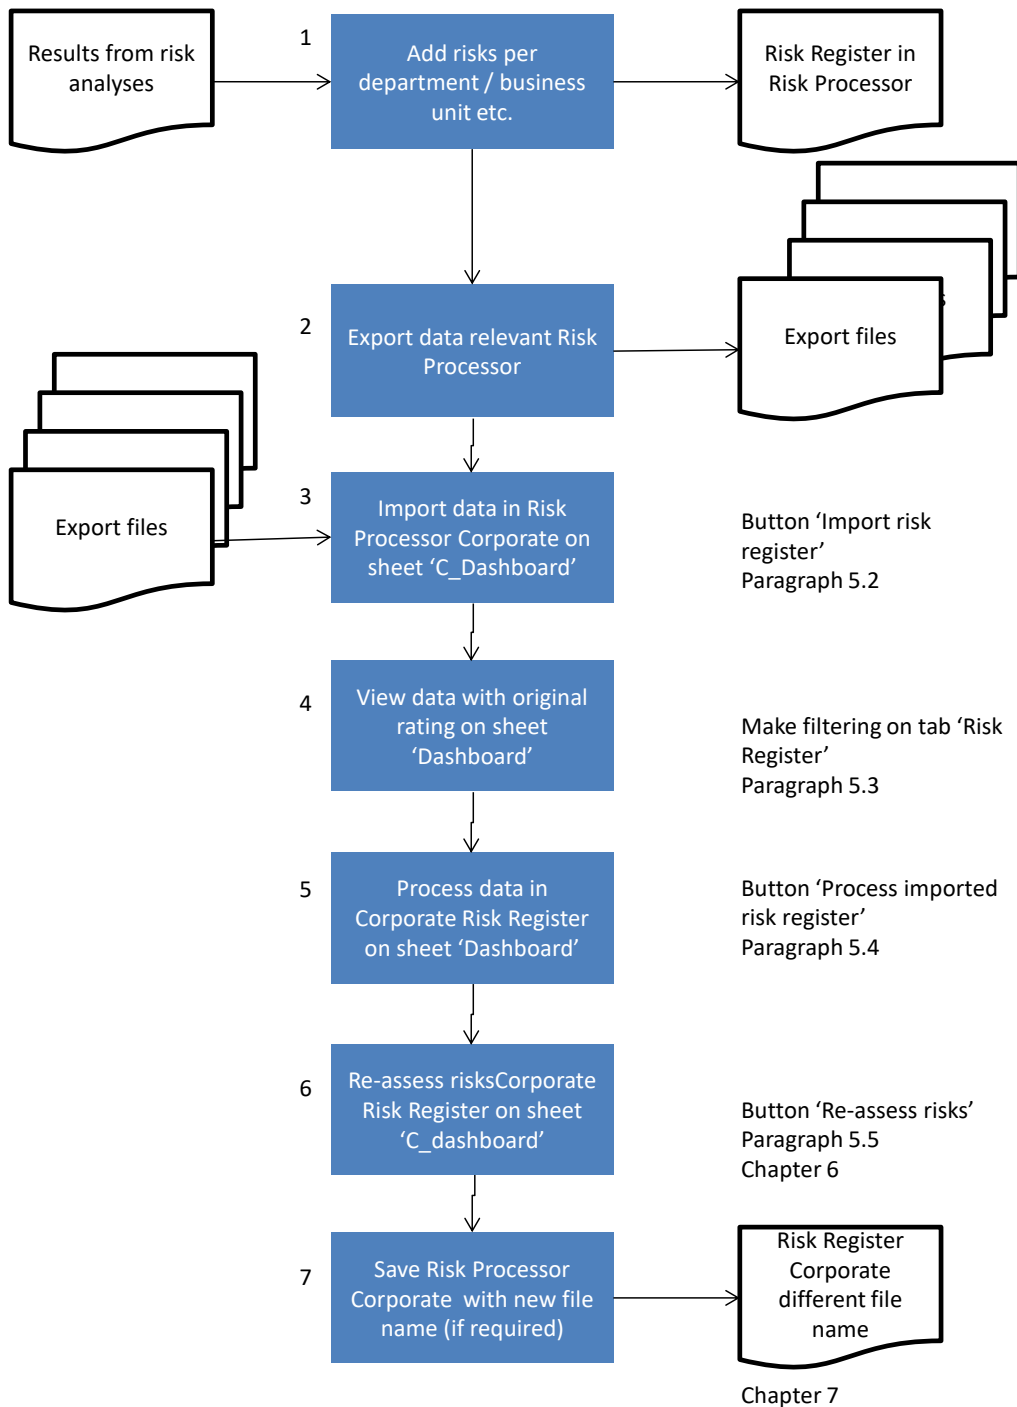 Results from risk
analyses
1
Add risks per
department / business
unit etc.
Risk Register in
Risk Processor
2
Export data relevant Risk
Processor
s
Export files
Export files
3
Import data in Risk
Processor Corporate on
sheet ‘C_Dashboard’
Button ‘Import risk
register’
Paragraph 5.2
4
View data with original
rating on sheet
‘Dashboard’
Make filtering on tab ‘Risk
Register’
Paragraph 5.3
5
Process data in
Corporate Risk Register
on sheet ‘Dashboard’
Button ‘Process imported
risk register’
Paragraph 5.4
6
Re-assess risksCorporate
Risk Register on sheet
‘C_dashboard’
Button ‘Re-assess risks’
Paragraph 5.5
Chapter 6
7
Save Risk Processor
Corporate  with new file
name (if required)
Risk Register
Corporate
different file
name
Chapter 7